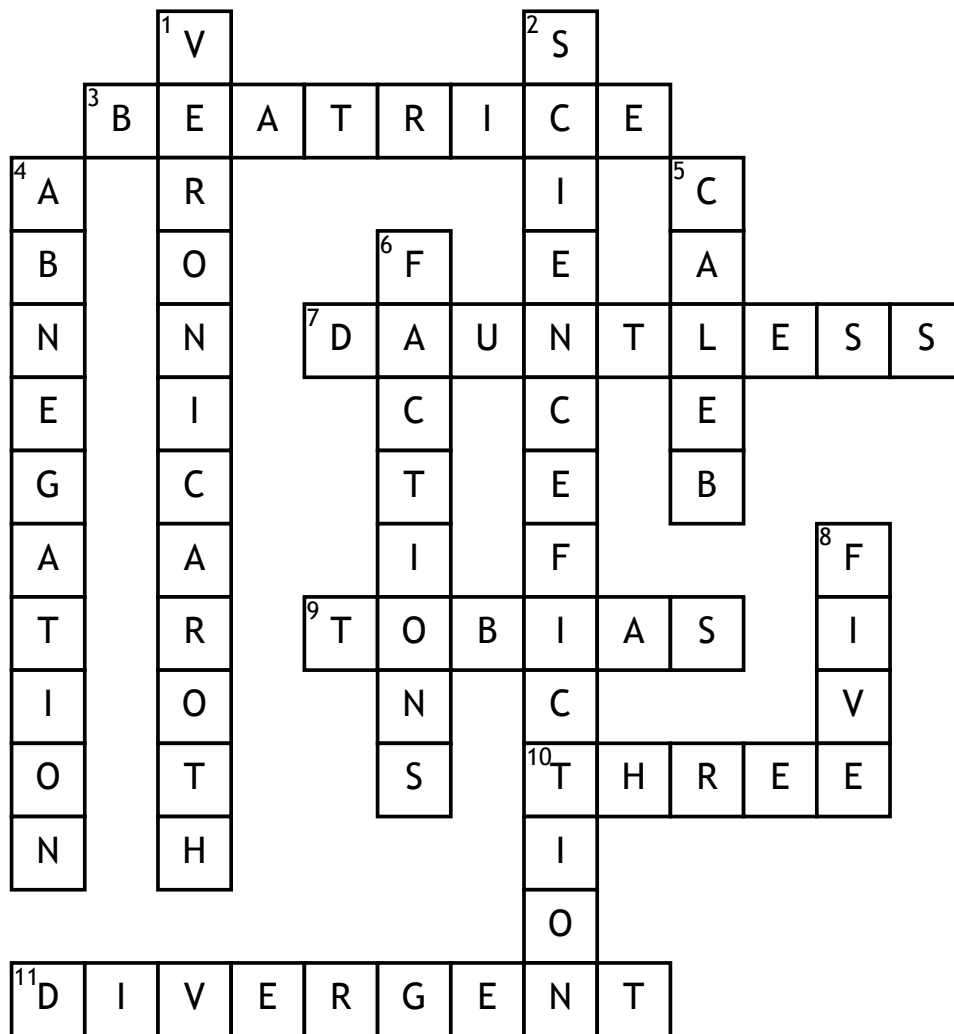 1 V 2 S
3 B E A T R I C E
4 A R I 5 C
B O 6 F E A
N N 7 D A U N T L E S S
E I C C E
G C T E B
A A I F 8 F
T R 9 T O B I A S I
I O N C V
O T S 10 T H R E E
N H I
O
11 D I V E R G E N T